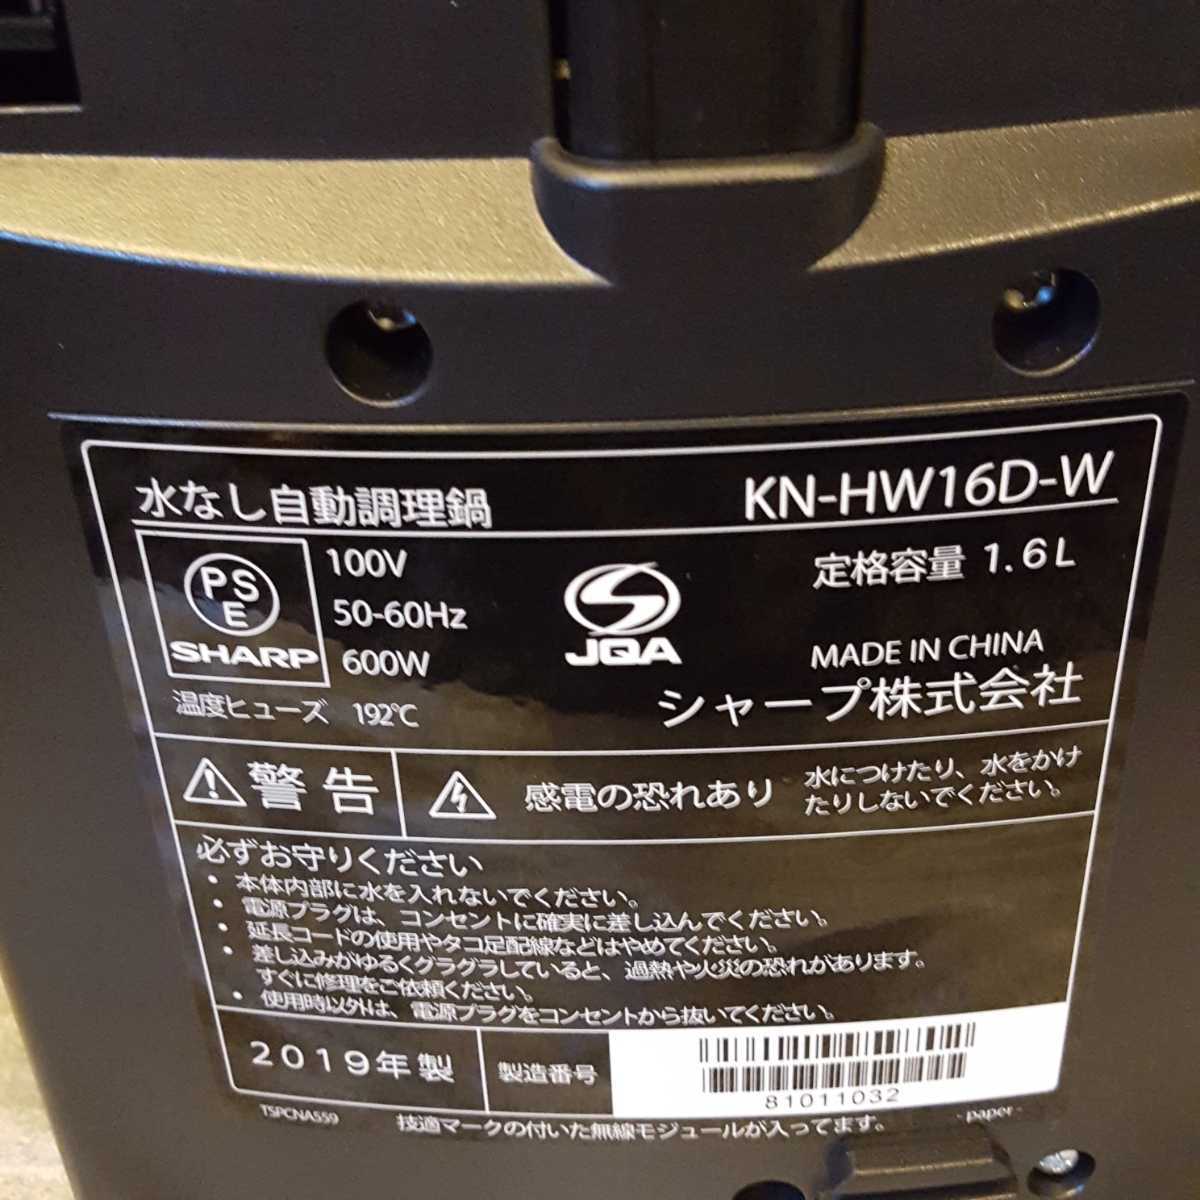 水なし自動調理鍋 KN-HW16D-W
PS
E
SHARP
100V
50-60Hz
600W
JQA
定格容量 1.6L
MADE IN CHINA
シャープ株式会社
温度ヒューズ 192℃
警告
感電の恐れあり
水につけたり、水をかけ
たりしないでください。
必ずお守りください
・本体内部に水を入れないでください。
・電源プラグは、コンセントに確実に差し込んでください。
・延長コードの使用やタコ足配線などはやめてください。
・差し込みがゆるくグラグラしていると、過熱や火災の恐れがあります。
すぐに修理をご依頼ください。
・使用時以外は、電源プラグをコンセントから抜いてください。
2019年製
製造番号
81011032
TSPCNA559
技適マークの付いた無線モジュールが入ってます。
-paper-